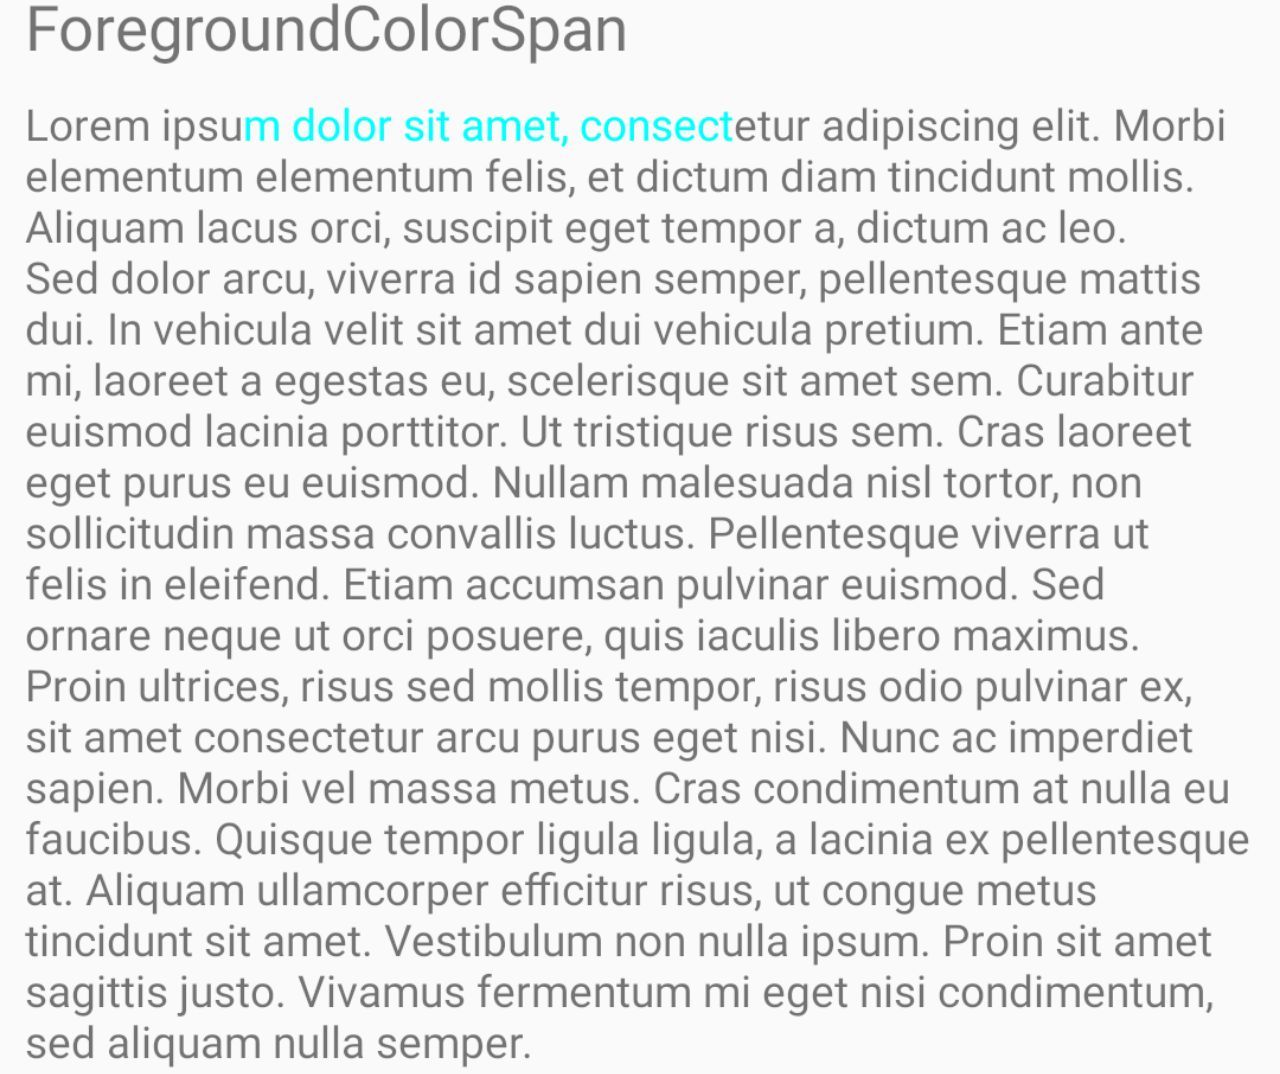 ForegroundColorSpan
Lorem ipsum dolor sit amet, consectetur adipiscing elit. Morbi
elementum elementum felis, et dictum diam tincidunt mollis.
Aliquam lacus orci, suscipit eget tempor a, dictum ac leo.
Sed dolor arcu, viverra id sapien semper, pellentesque mattis
dui. In vehicula velit sit amet dui vehicula pretium. Etiam ante
mi, laoreet a egestas eu, scelerisque sit amet sem. Curabitur
euismod lacinia porttitor. Ut tristique risus sem. Cras laoreet
eget purus eu euismod. Nullam malesuada nisl tortor, non
sollicitudin massa convallis luctus. Pellentesque viverra ut
felis in eleifend. Etiam accumsan pulvinar euismod. Sed
ornare neque ut orci posuere, quis iaculis libero maximus.
Proin ultrices, risus sed mollis tempor, risus odio pulvinar ex,
sit amet consectetur arcu purus eget nisi. Nunc ac imperdiet
sapien. Morbi vel massa metus. Cras condimentum at nulla eu
faucibus. Quisque tempor ligula ligula, a lacinia ex pellentesque
at. Aliquam ullamcorper efficitur risus, ut congue metus
tincidunt sit amet. Vestibulum non nulla ipsum. Proin sit amet
sagittis justo. Vivamus fermentum mi eget nisi condimentum,
sed aliquam nulla semper.